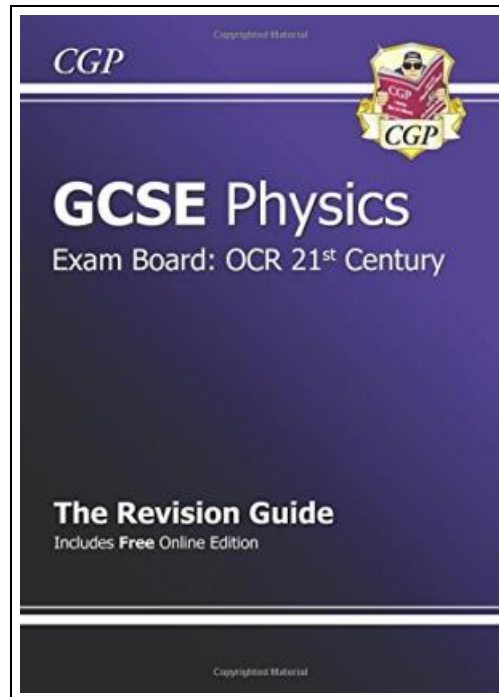 Copyrighted Material
CGP
CGP
CGP
GCSE Physics
Exam Board: OCR 21st Century
The Revision Guide
Includes Free Online Edition
Copyrighted Material